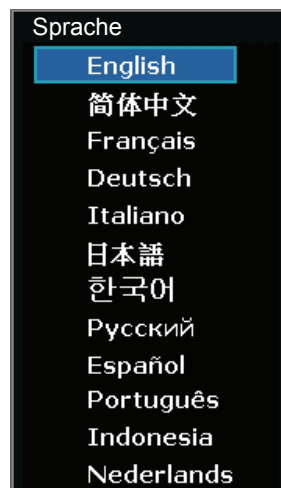 Sprache
English
简体中文
Français
Deutsch
Italiano
日本語
한국어
Русский
Español
Português
Indonesia
Nederlands